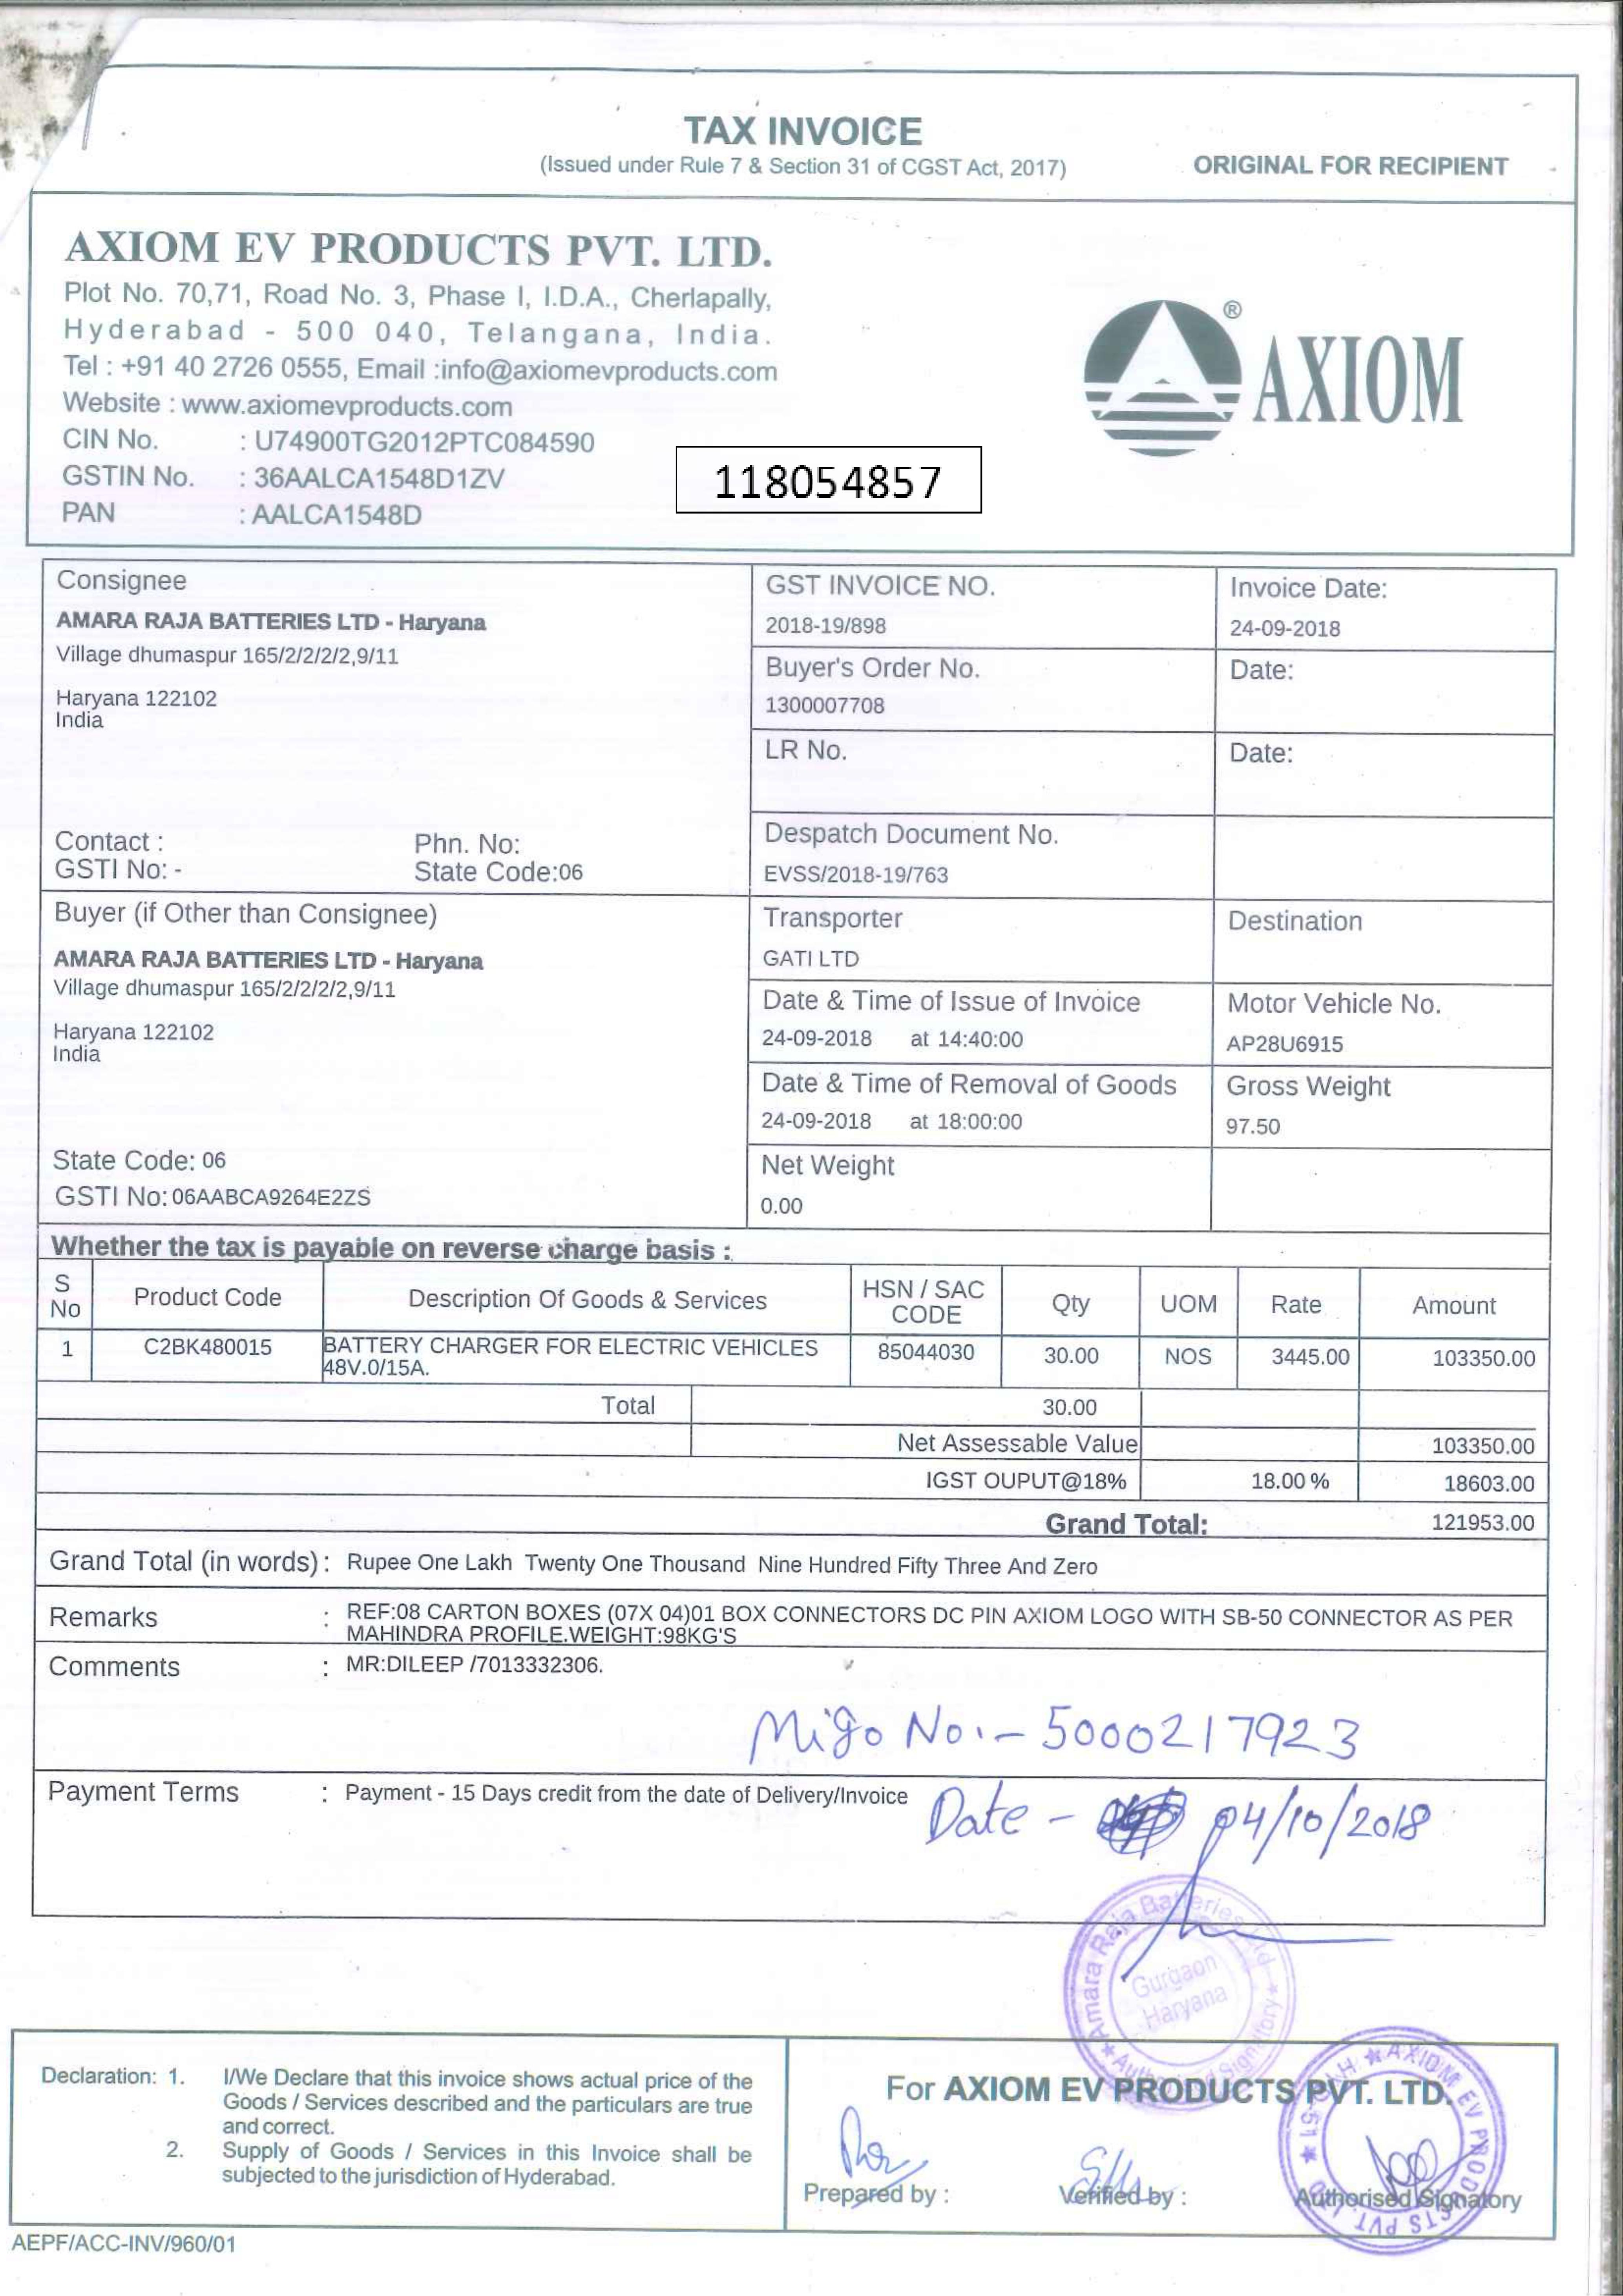 TAX INVOICE
(Issued under Rule 7 & Section 31 of CGST Act, 2017)
ORIGINAL FOR RECIPIENT
AXIOM EV PRODUCTS PVT. LTD.
Plot No. 70,71, Road No. 3, Phase I, I.D.A., Cherlapally,
Hyderabad - 500 040, Telangana, India.
Tel : +91 40 2726 0555, Email :info@axiomevproducts.com
Website : www.axiomevproducts.com
CIN No. : U74900TG2012PTC084590
GSTIN No. : 36AALCA1548D1ZV
PAN : AALCA1548D
118054857
® AXIOM
Consignee
AMARA RAJA BATTERIES LTD - Haryana
Village dhumaspur 165/2/2/2/2,9/11
Haryana 122102
India
Contact : Phn. No:
GSTI No: - State Code:06
GST INVOICE NO. Invoice Date:
2018-19/898 24-09-2018
Buyer's Order No. Date:
1300007708
LR No. Date:
Despatch Document No.
EVSS/2018-19/763
Buyer (if Other than Consignee)
AMARA RAJA BATTERIES LTD - Haryana
Village dhumaspur 165/2/2/2/2,9/11
Haryana 122102
India
State Code: 06
GSTI No: 06AABCA9264E2ZS
Transporter Destination
GATI LTD
Date & Time of Issue of Invoice Motor Vehicle No.
24-09-2018 at 14:40:00 AP28U6915
Date & Time of Removal of Goods Gross Weight
24-09-2018 at 18:00:00 97.50
Net Weight
0.00
Whether the tax is payable on reverse charge basis :
S No Product Code Description Of Goods & Services HSN / SAC CODE Qty UOM Rate Amount
1 C2BK480015 BATTERY CHARGER FOR ELECTRIC VEHICLES 85044030 30.00 NOS 3445.00 103350.00
48V.0/15A.
Total 30.00
Net Assessable Value 103350.00
IGST OUPUT@18% 18.00 % 18603.00
Grand Total: 121953.00
Grand Total (in words) : Rupee One Lakh Twenty One Thousand Nine Hundred Fifty Three And Zero
Remarks : REF:08 CARTON BOXES (07X 04)01 BOX CONNECTORS DC PIN AXIOM LOGO WITH SB-50 CONNECTOR AS PER
MAHINDRA PROFILE.WEIGHT:98KG'S
Comments : MR:DILEEP /7013332306.
Migo No:- 5000217923
Payment Terms : Payment - 15 Days credit from the date of Delivery/Invoice
Date - 04/10/2018
Amara Raja Batteries Ltd
Gurgaon
Haryana
Authorised Signatory
Declaration: 1. I/We Declare that this invoice shows actual price of the
Goods / Services described and the particulars are true
and correct.
2. Supply of Goods / Services in this Invoice shall be
subjected to the jurisdiction of Hyderabad.
For AXIOM EV PRODUCTS PVT. LTD.
Prepared by :
Verified by :
Authorised Signatory
AXIOM EV PRODUCTS PVT.
AEPF/ACC-INV/960/01